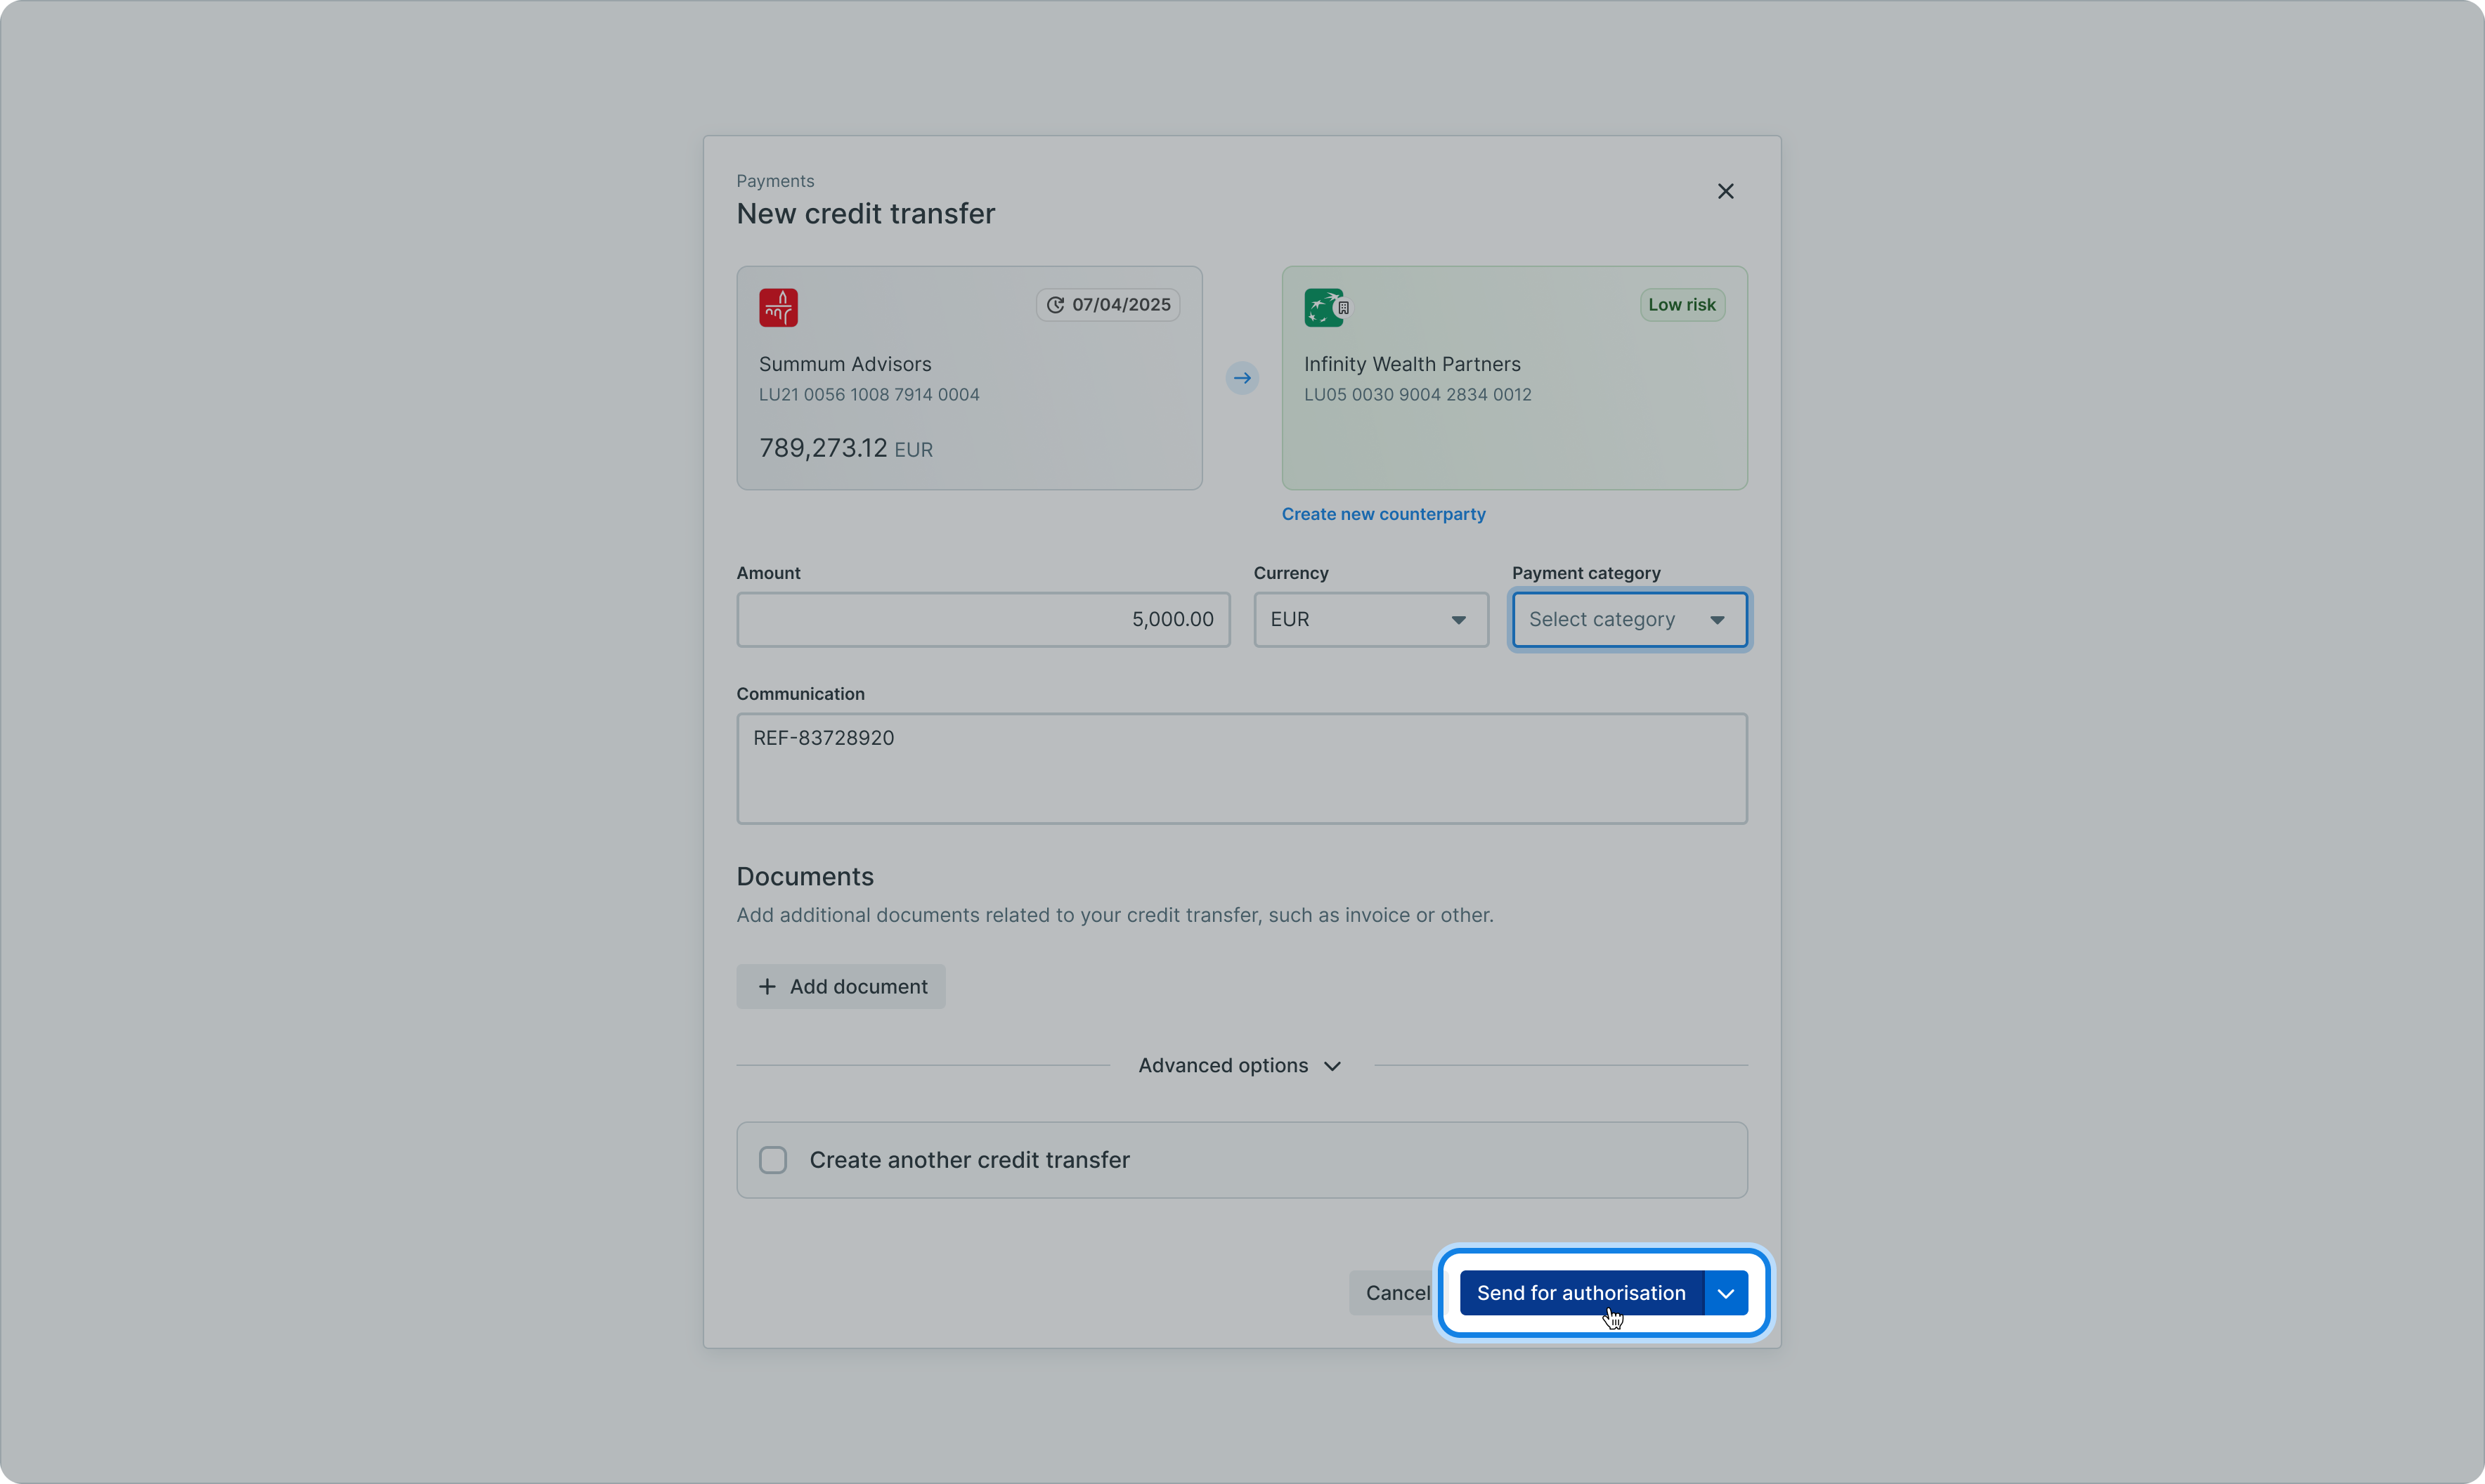 Payments
New credit transfer
07/04/2025
Summum Advisors
LU21 0056 1008 7914 0004
789,273.12 EUR
Low risk
Infinity Wealth Partners
LU05 0030 9004 2834 0012
Create new counterparty
Amount
5,000.00
Currency
EUR
Payment category
Select category
Communication
REF-83728920
Documents
Add additional documents related to your credit transfer, such as invoice or other.
Add document
Advanced options
Create another credit transfer
Cancel
Send for authorisation